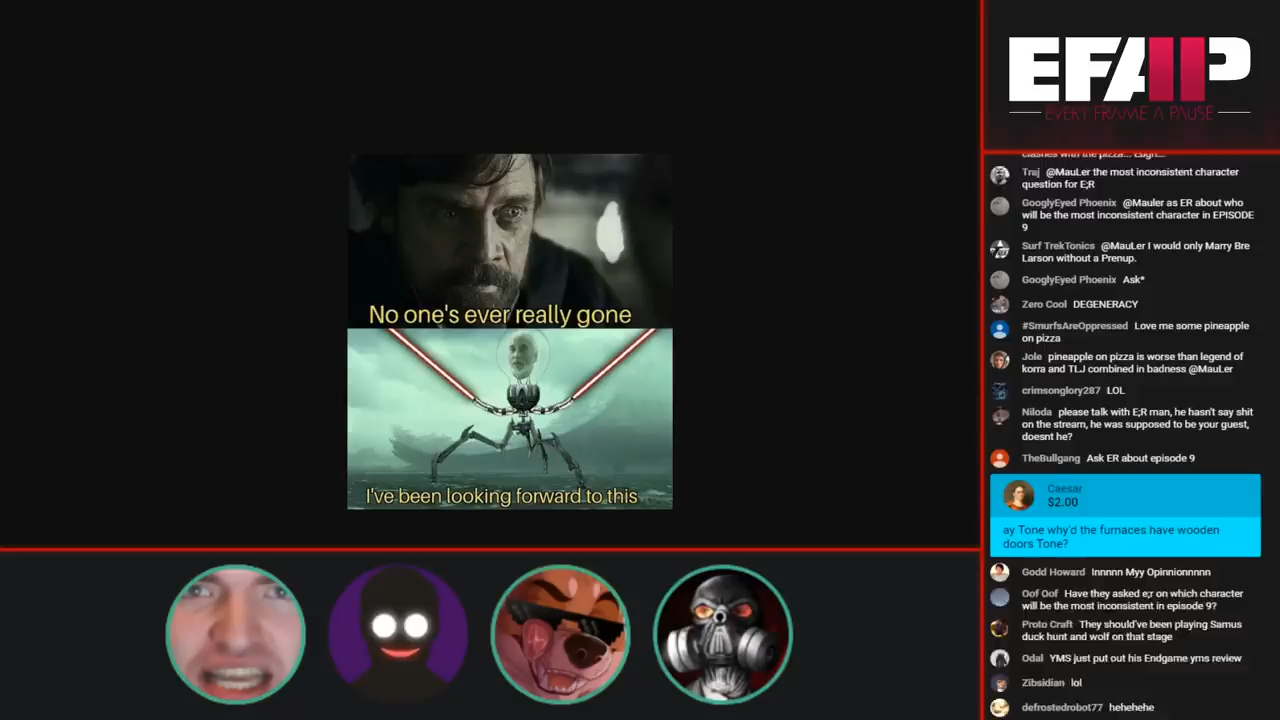 EFAP
EVERY FRAME A PAUSE
No one's ever really gone
I've been looking forward to this
clashes with the pizza... Eugh...
Traj @MauLer the most inconsistent character
question for E;R
GooglyEyed Phoenix @Mauler as ER about who
will be the most inconsistent character in EPISODE
9
Surf TrekTonics @MauLer I would only Marry Bre
Larson without a Prenup.
GooglyEyed Phoenix Ask*
Zero Cool DEGENERACY
#SmurfsAreOppressed Love me some pineapple
on pizza
Jole pineapple on pizza is worse than legend of
korra and TLJ combined in badness @MauLer
crimsonglory287 LOL
Niloda please talk with E;R man, he hasn't say shit
on the stream, he was supposed to be your guest,
doesnt he?
TheBullgang Ask ER about episode 9
Caesar
$2.00
ay Tone why'd the furnaces have wooden
doors Tone?
Godd Howard Innnnn Myy Opinnionnnnn
Oof Oof Have they asked e;r on which character
will be the most inconsistent in episode 9?
Proto Craft They should've been playing Samus
duck hunt and wolf on that stage
Odal YMS just put out his Endgame yms review
Zibsidian lol
defrostedrobot77 hehehehe